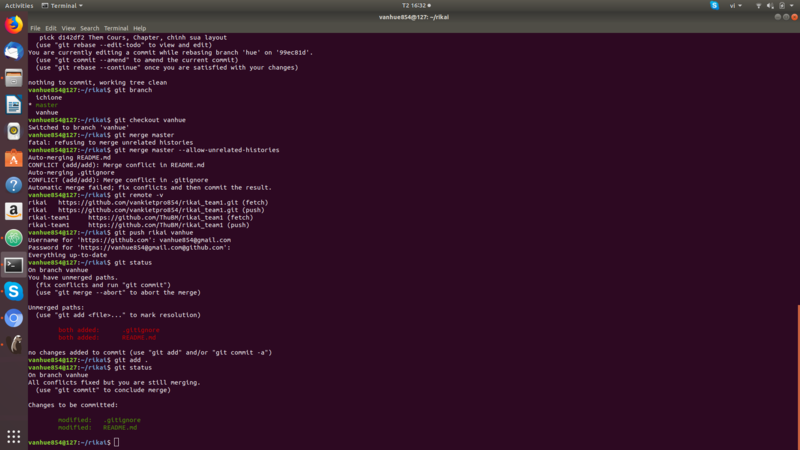 Activities
Terminal
T2 16:32
vi
vanhue854@127: ~/rikai
File Edit View Search Terminal Help
pick d142df2 Them Cours, Chapter, chinh sua layout
(use "git rebase --edit-todo" to view and edit)
You are currently editing a commit while rebasing branch 'hue' on '99ec81d'.
(use "git commit --amend" to amend the current commit)
(use "git rebase --continue" once you are satisfied with your changes)
nothing to commit, working tree clean
vanhue854@127:~/rikai$ git branch
ichione
* master
vanhue
vanhue854@127:~/rikai$ git checkout vanhue
Switched to branch 'vanhue'
vanhue854@127:~/rikai$ git merge master
fatal: refusing to merge unrelated histories
vanhue854@127:~/rikai$ git merge master --allow-unrelated-histories
Auto-merging README.md
CONFLICT (add/add): Merge conflict in README.md
Auto-merging .gitignore
CONFLICT (add/add): Merge conflict in .gitignore
Automatic merge failed; fix conflicts and then commit the result.
vanhue854@127:~/rikai$ git remote -v
rikai https://github.com/vankietpro854/rikai_team1.git (fetch)
rikai https://github.com/vankietpro854/rikai_team1.git (push)
rikai-team1 https://github.com/ThuBM/rikai_team1 (fetch)
rikai-team1 https://github.com/ThuBM/rikai_team1 (push)
vanhue854@127:~/rikai$ git push rikai vanhue
Username for 'https://github.com': vanhue854@gmail.com
Password for 'https://vanhue854@gmail.com@github.com':
Everything up-to-date
vanhue854@127:~/rikai$ git status
On branch vanhue
You have unmerged paths.
(fix conflicts and run "git commit")
(use "git merge --abort" to abort the merge)
Unmerged paths:
(use "git add <file>..." to mark resolution)
both added: .gitignore
both added: README.md
no changes added to commit (use "git add" and/or "git commit -a")
vanhue854@127:~/rikai$ git add .
vanhue854@127:~/rikai$ git status
On branch vanhue
All conflicts fixed but you are still merging.
(use "git commit" to conclude merge)
Changes to be committed:
modified: .gitignore
modified: README.md
vanhue854@127:~/rikai$